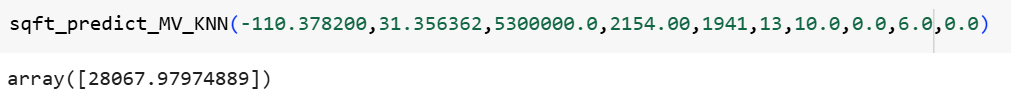 sqft_predict_MV_KNN(-110.378200,31.356362,5300000.0,2154.00,1941,13,10.0,0.0,6.0,0.0)
array([28067.97974889])